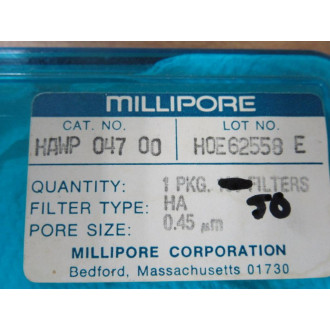 MILLIPORE
CAT. NO. LOT NO.
HAWP 047 00 HOE62558 E
QUANTITY: 1 PKG. FILTERS
FILTER TYPE: HA 50
PORE SIZE: 0.45 µm
MILLIPORE CORPORATION
Bedford, Massachusetts 01730